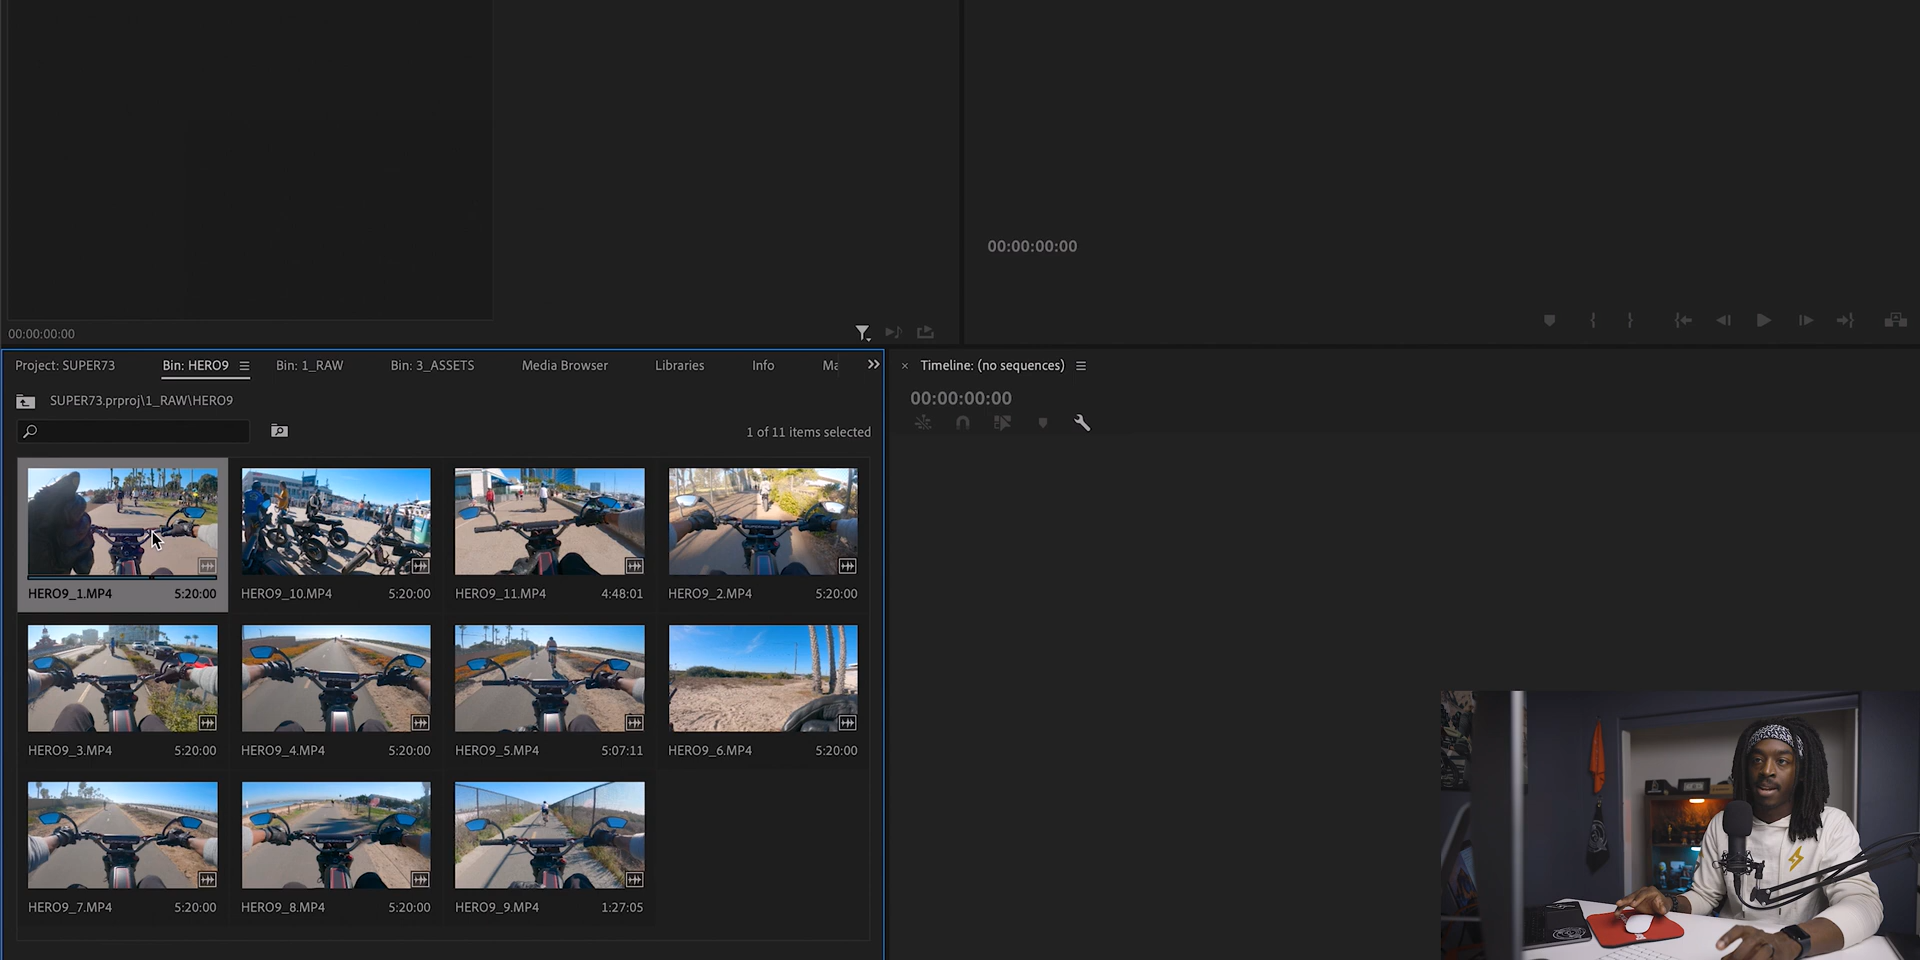 00:00:00:00
00:00:00:00
Project: SUPER73 Bin: HERO9 Bin: 1_RAW Bin: 3_ASSETS Media Browser Libraries Info Ma
Timeline: (no sequences)
SUPER73.prproj\1_RAW\HERO9
00:00:00:00
1 of 11 items selected
HERO9_1.MP4 5:20:00
HERO9_10.MP4 5:20:00
HERO9_11.MP4 4:48:01
HERO9_2.MP4 5:20:00
HERO9_3.MP4 5:20:00
HERO9_4.MP4 5:20:00
HERO9_5.MP4 5:07:11
HERO9_6.MP4 5:20:00
HERO9_7.MP4 5:20:00
HERO9_8.MP4 5:20:00
HERO9_9.MP4 1:27:05